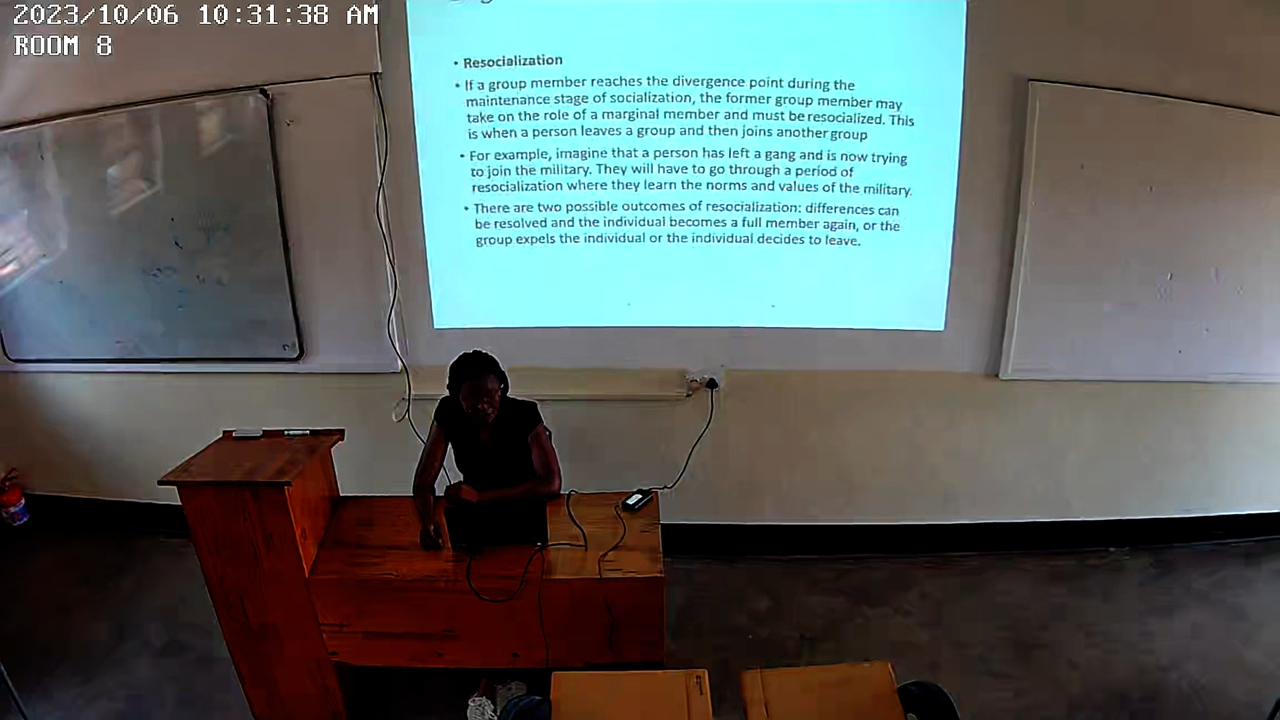 2023/10/06 10:31:38 AM
ROOM 8
• Resocialization
• If a group member reaches the divergence point during the
maintenance stage of socialization, the former group member may
take on the role of a marginal member and must be resocialized. This
is when a person leaves a group and then joins another group
• For example, imagine that a person has left a gang and is now trying
to join the military. They will have to go through a period of
resocialization where they learn the norms and values of the military.
• There are two possible outcomes of resocialization: differences can
be resolved and the individual becomes a full member again, or the
group expels the individual or the individual decides to leave.